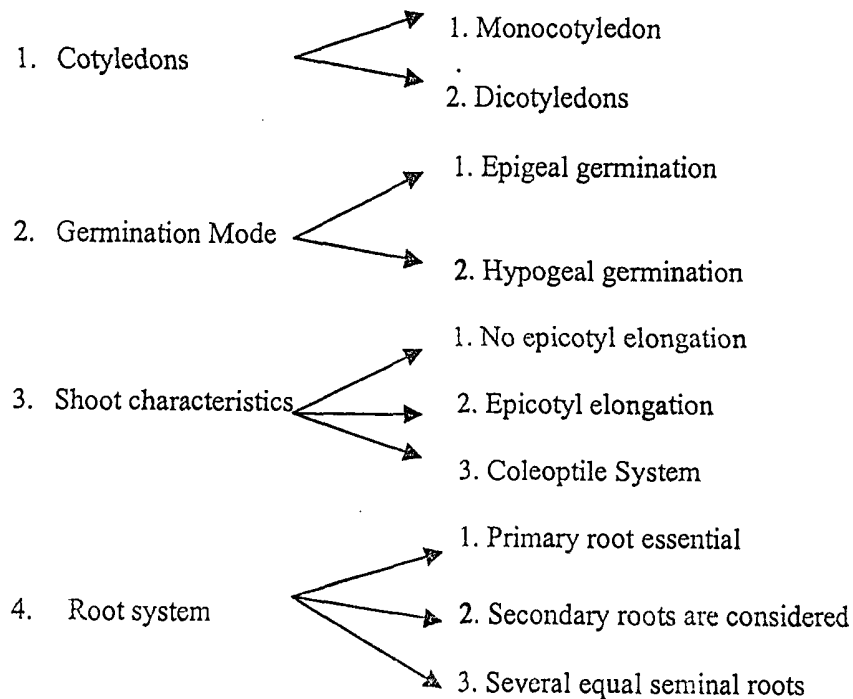 1. Monocotyledon
1. Cotyledons
2. Dicotyledons
1. Epigeal germination
2. Germination Mode
2. Hypogeal germination
1. No epicotyl elongation
3. Shoot characteristics
2. Epicotyl elongation
3. Coleoptile System
1. Primary root essential
4. Root system
2. Secondary roots are considered
3. Several equal seminal roots